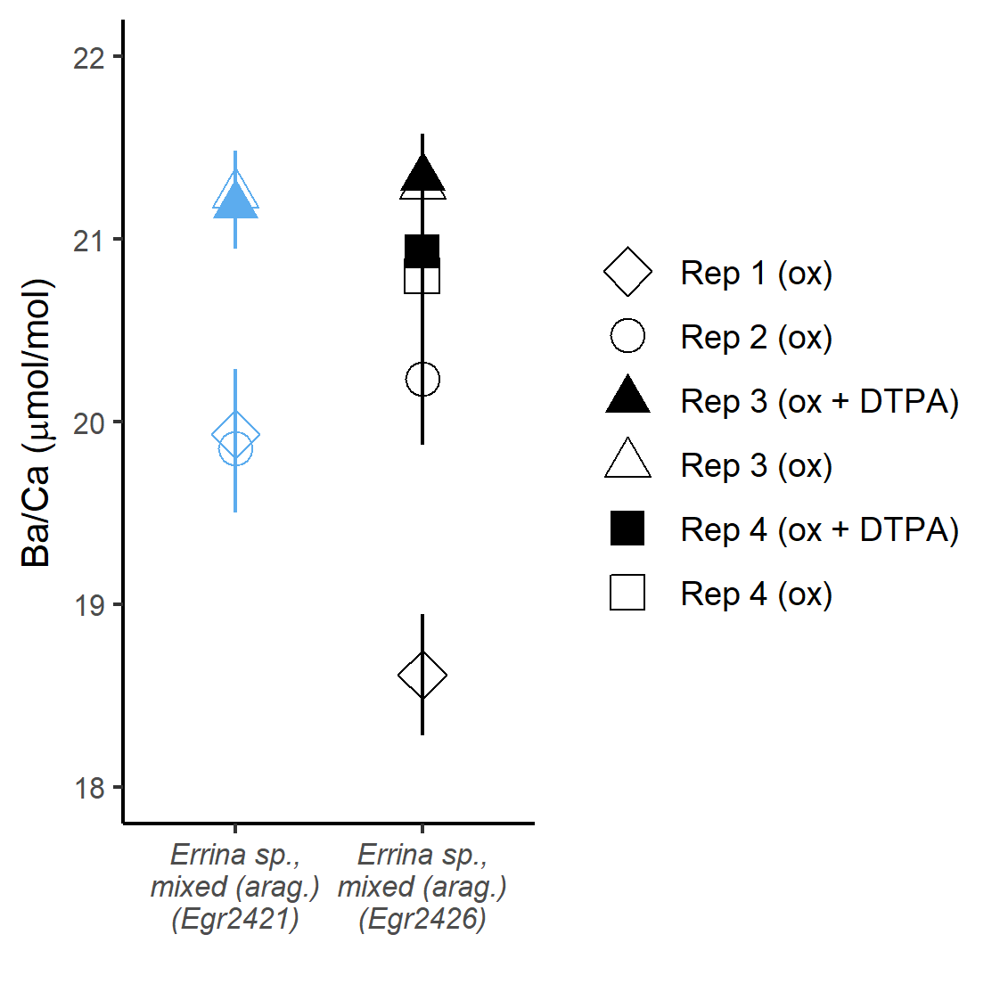 22
21
20
19
18
Ba/Ca (μmol/mol)
Errina sp.,
mixed (arag.)
(Egr2421)
Errina sp.,
mixed (arag.)
(Egr2426)
Rep 1 (ox)
Rep 2 (ox)
Rep 3 (ox + DTPA)
Rep 3 (ox)
Rep 4 (ox + DTPA)
Rep 4 (ox)